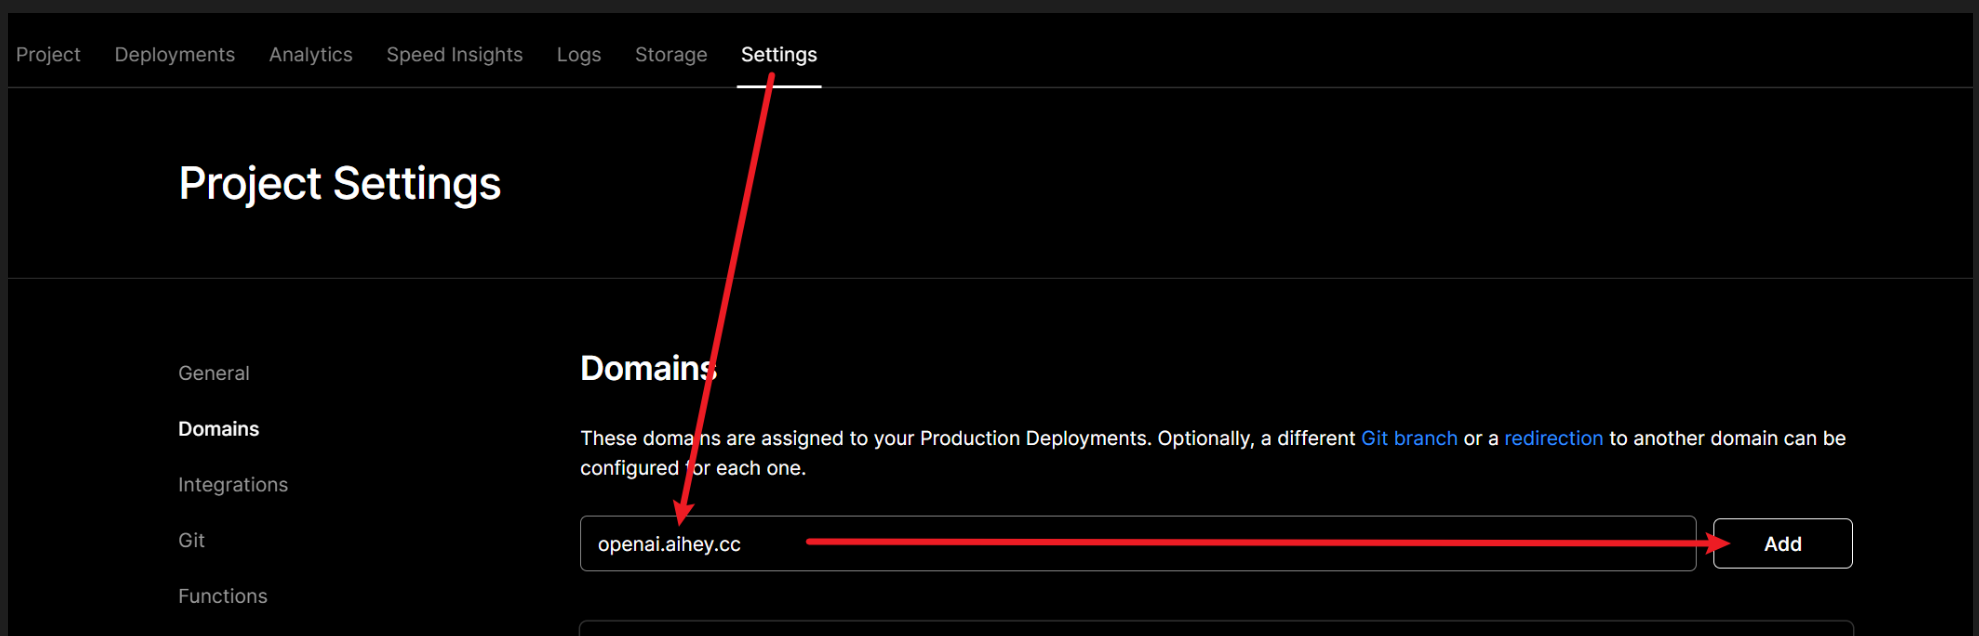 Project Deployments Analytics Speed Insights Logs Storage Settings
Project Settings
General
Domains
Integrations
Git
Functions
Domains
These domains are assigned to your Production Deployments. Optionally, a different Git branch or a redirection to another domain can be
configured for each one.
openai.aihey.cc
Add